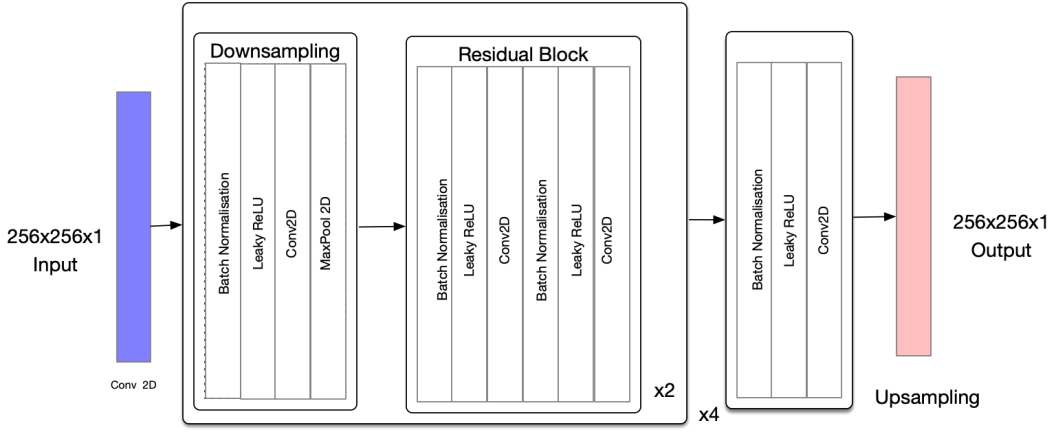 256x256x1
Input
Conv 2D
Downsampling
Batch Normalisation
Leaky ReLU
Conv2D
MaxPool 2D
Residual Block
Batch Normalisation
Leaky ReLU
Conv2D
Batch Normalisation
Leaky ReLU
Conv2D
x2
x4
Batch Normalisation
Leaky ReLU
Conv2D
Upsampling
256x256x1
Output